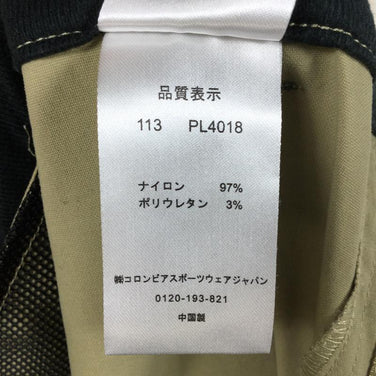 品質表示
113 PL4018
ナイロン 97%
ポリウレタン 3%
㈱コロンビアスポーツウェアジャパン
0120-193-821
中国製